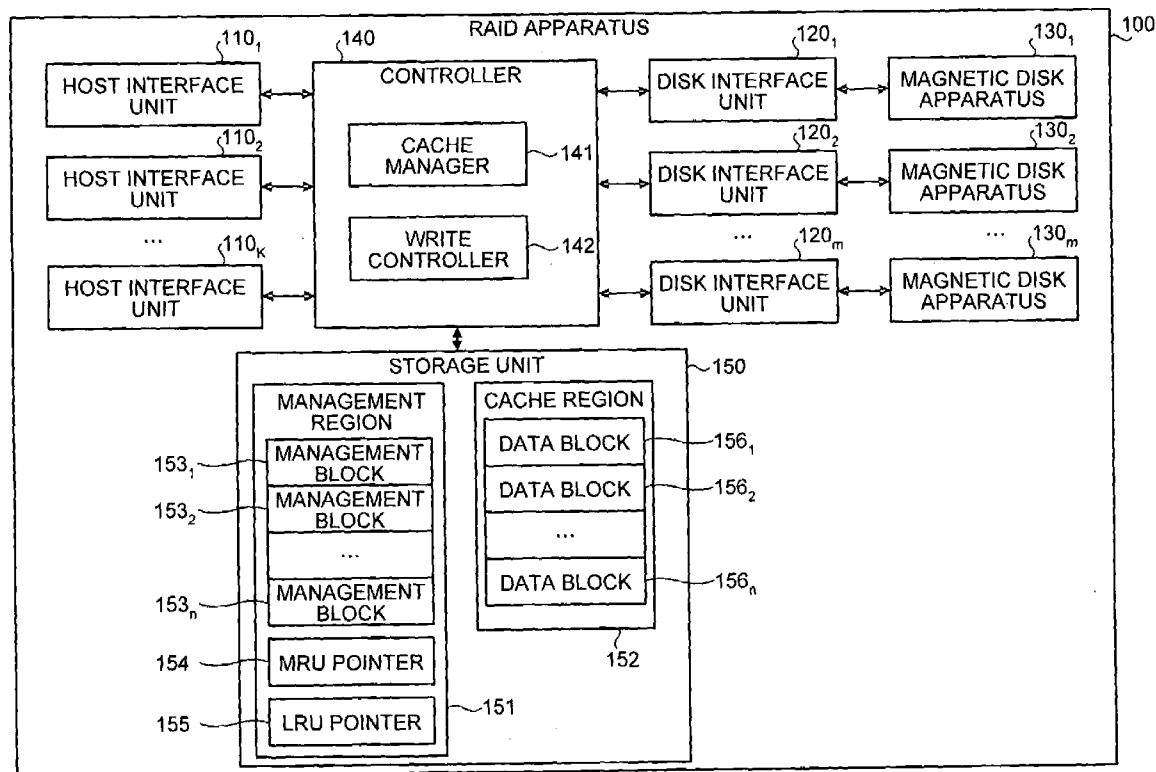 RAID APPARATUS
100
110₁
140
120₁
130₁
HOST INTERFACE
UNIT
CONTROLLER
DISK INTERFACE
UNIT
MAGNETIC DISK
APPARATUS
110₂
CACHE
MANAGER
141
120₂
130₂
HOST INTERFACE
UNIT
DISK INTERFACE
UNIT
MAGNETIC DISK
APPARATUS
...
110K
WRITE
CONTROLLER
142
...
120m
...
130m
HOST INTERFACE
UNIT
DISK INTERFACE
UNIT
MAGNETIC DISK
APPARATUS
STORAGE UNIT
150
MANAGEMENT
REGION
153₁
MANAGEMENT
BLOCK
153₂
MANAGEMENT
BLOCK
...
153n
MANAGEMENT
BLOCK
154
MRU POINTER
155
LRU POINTER
151
CACHE REGION
DATA BLOCK
156₁
DATA BLOCK
156₂
...
DATA BLOCK
156n
152